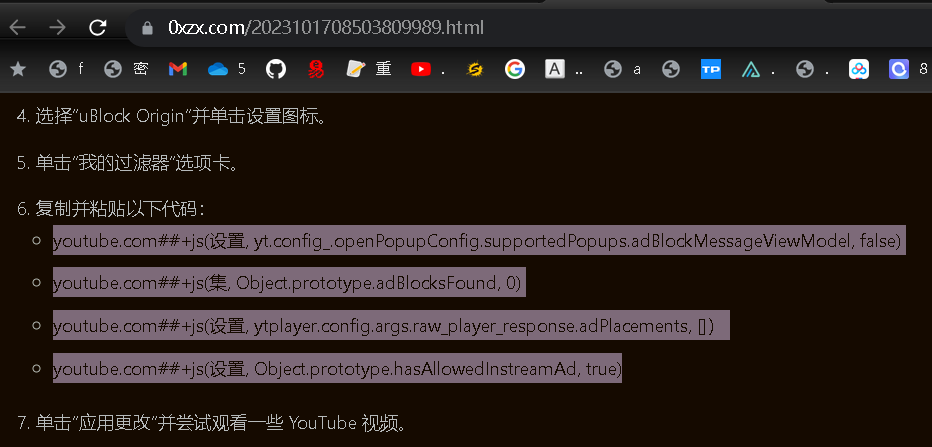 0xzx.com/2023101708503809989.html
f 密 5 重 . A .. a TP . . 8
4. 选择"uBlock Origin"并单击设置图标。
5. 单击"我的过滤器"选项卡。
6. 复制并粘贴以下代码：
youtube.com##+js(设置, yt.config_.openPopupConfig.supportedPopups.adBlockMessageViewModel, false)
youtube.com##+js(集, Object.prototype.adBlocksFound, 0)
youtube.com##+js(设置, ytplayer.config.args.raw_player_response.adPlacements, [])
youtube.com##+js(设置, Object.prototype.hasAllowedInstreamAd, true)
7. 单击"应用更改"并尝试观看一些 YouTube 视频。